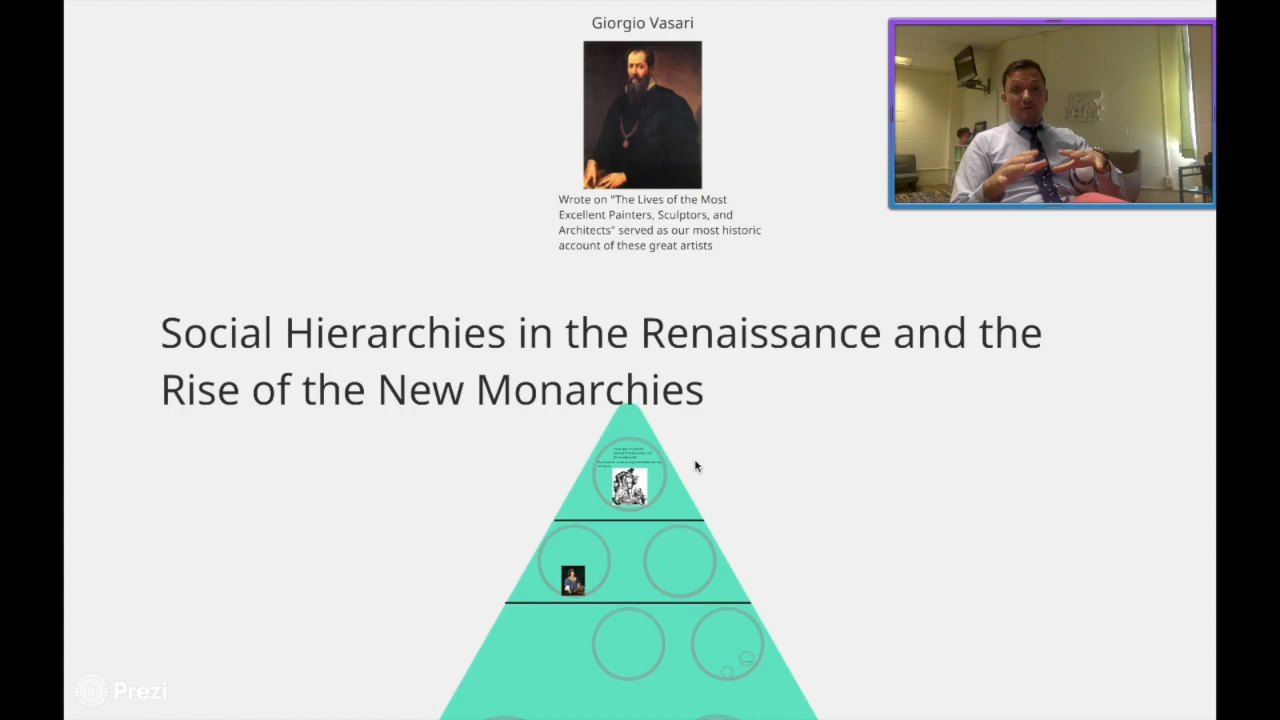 Giorgio Vasari
Wrote on "The Lives of the Most
Excellent Painters, Sculptors, and
Architects" served as our most historic
account of these great artists
Social Hierarchies in the Renaissance and the
Rise of the New Monarchies
Prezi